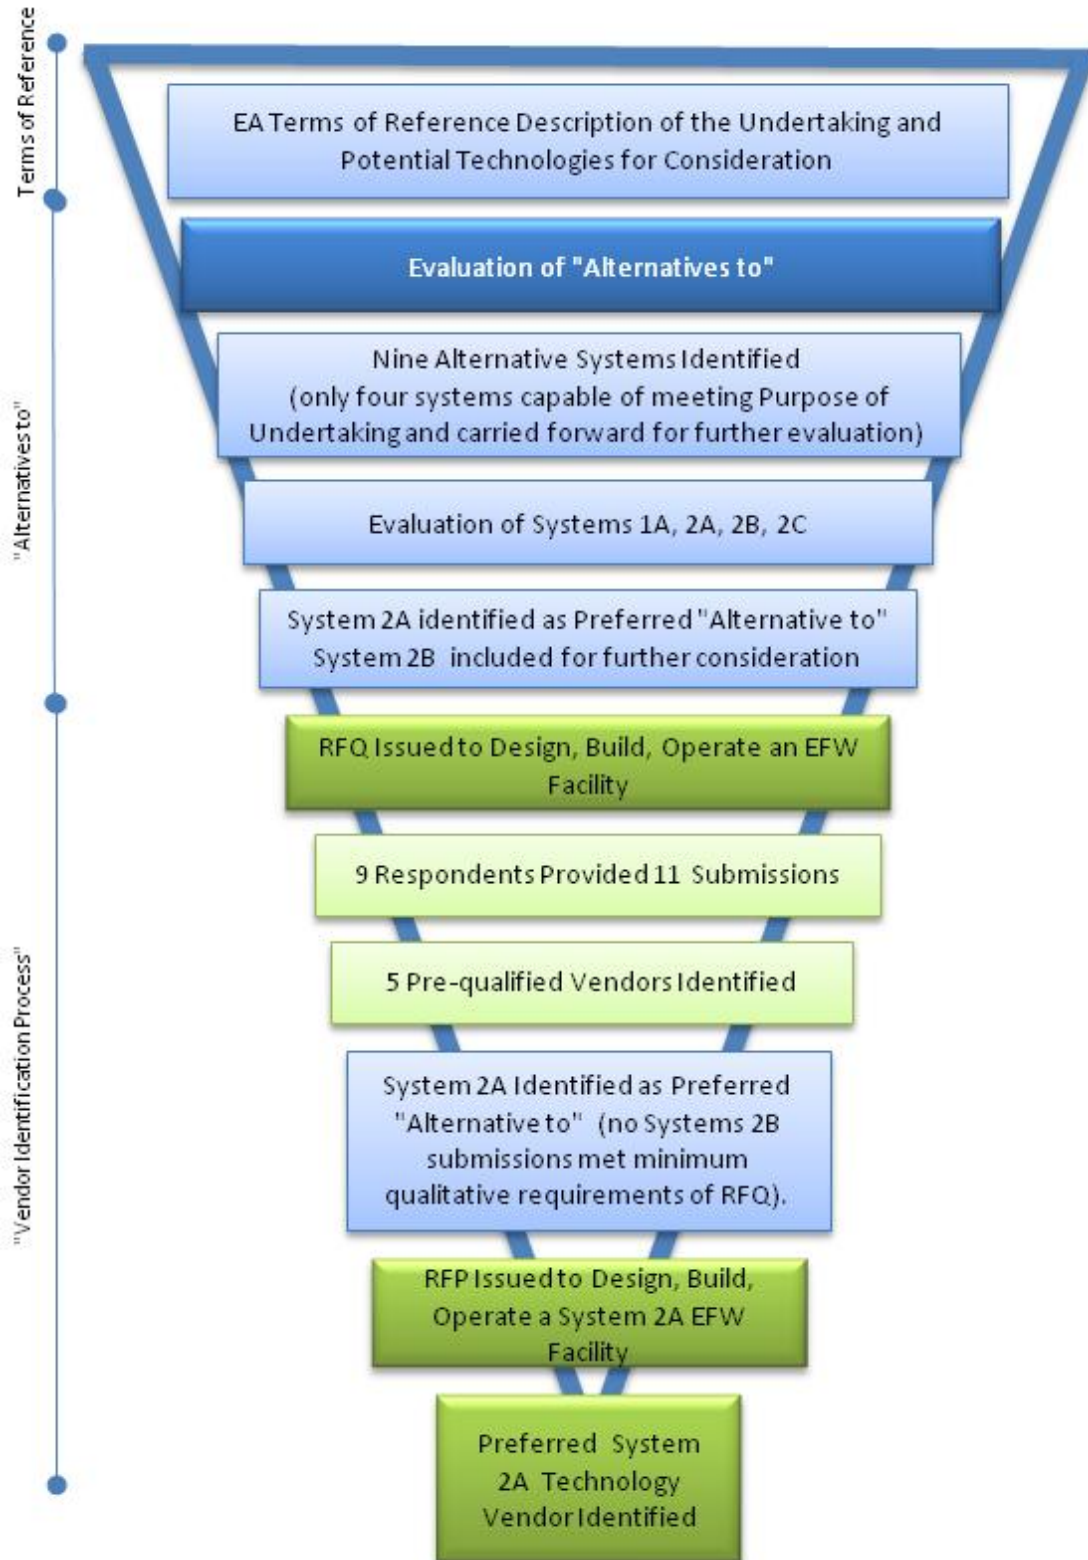 Terms of Reference
EA Terms of Reference Description of the Undertaking and
Potential Technologies for Consideration
"Alternatives to"
Evaluation of "Alternatives to"
Nine Alternative Systems Identified
(only four systems capable of meeting Purpose of
Undertaking and carried forward for further evaluation)
Evaluation of Systems 1A, 2A, 2B, 2C
System 2A identified as Preferred "Alternative to"
System 2B included for further consideration
"Vendor Identification Process"
RFQ Issued to Design, Build, Operate an EFW
Facility
9 Respondents Provided 11 Submissions
5 Pre-qualified Vendors Identified
System 2A Identified as Preferred
"Alternative to" (no Systems 2B
submissions met minimum
qualitative requirements of RFQ).
RFP Issued to Design, Build,
Operate a System 2A EFW
Facility
Preferred System
2A Technology
Vendor Identified